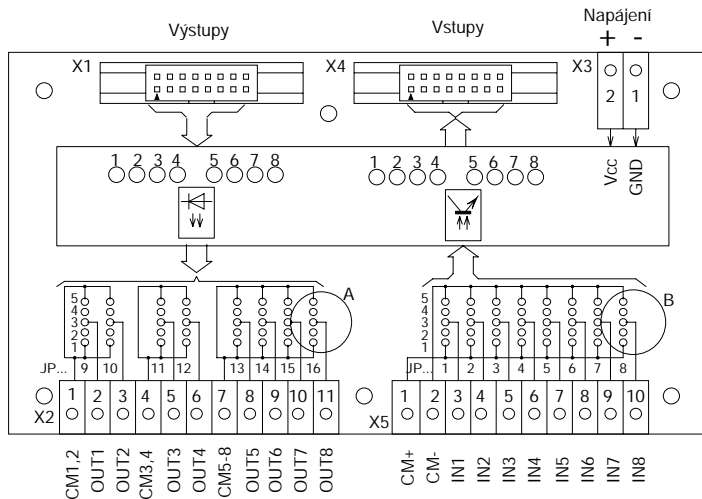 Výstupy Vstupy Napájení
+ -
X1 X4 X3
2 1
1 2 3 4 5 6 7 8 1 2 3 4 5 6 7 8
Vcc GND
A B
5 5
4 4
3 3
2 2
1 1
JP... 9 10 11 12 13 14 15 16 JP... 1 2 3 4 5 6 7 8
1 2 3 4 5 6 7 8 9 10 11 1 2 3 4 5 6 7 8 9 10
X2 X5
CM1,2 OUT1 OUT2 CM3,4 OUT3 OUT4 CM5-8 OUT5 OUT6 OUT7 OUT8 CM+ CM- IN1 IN2 IN3 IN4 IN5 IN6 IN7 IN8